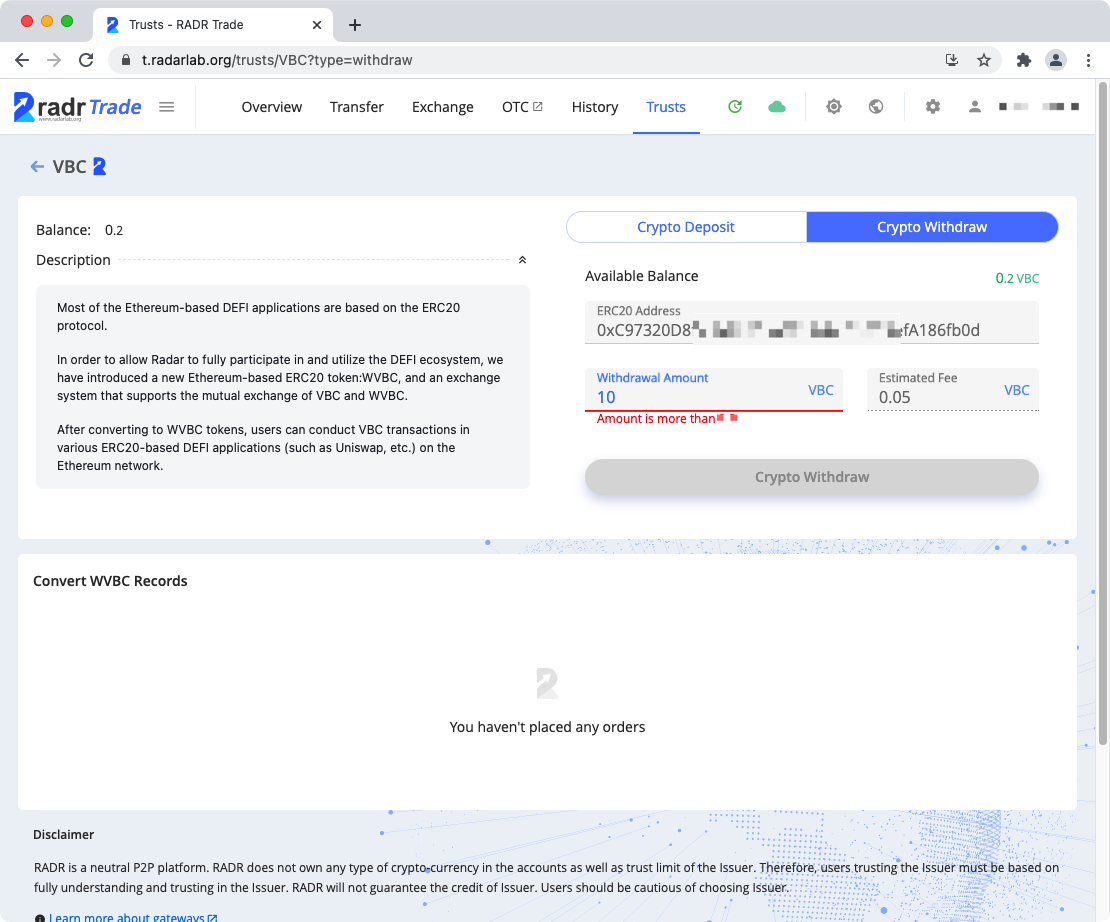 Trusts - RADR Trade
t.radarlab.org/trusts/VBC?type=withdraw
radr Trade
www.radarlab.org
Overview Transfer Exchange OTC History Trusts
VBC
Balance: 0.2
Description
Most of the Ethereum-based DEFI applications are based on the ERC20
protocol.
In order to allow Radar to fully participate in and utilize the DEFI ecosystem, we
have introduced a new Ethereum-based ERC20 token:WVBC, and an exchange
system that supports the mutual exchange of VBC and WVBC.
After converting to WVBC tokens, users can conduct VBC transactions in
various ERC20-based DEFI applications (such as Uniswap, etc.) on the
Ethereum network.
Crypto Deposit Crypto Withdraw
Available Balance 0.2 VBC
ERC20 Address
0xC97320D8 fA186fb0d
Withdrawal Amount
10 VBC
Amount is more than
Estimated Fee
0.05 VBC
Crypto Withdraw
Convert WVBC Records
You haven't placed any orders
Disclaimer
RADR is a neutral P2P platform. RADR does not own any type of crypto-currency in the accounts as well as trust limit of the Issuer. Therefore, users trusting the Issuer must be based on
fully understanding and trusting in the Issuer. RADR will not guarantee the credit of Issuer. Users should be cautious of choosing Issuer.
Learn more about gateways